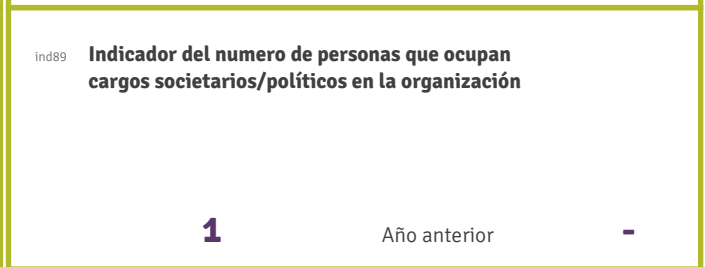 ind89 Indicador del numero de personas que ocupan
cargos societarios/políticos en la organización
1 Año anterior -